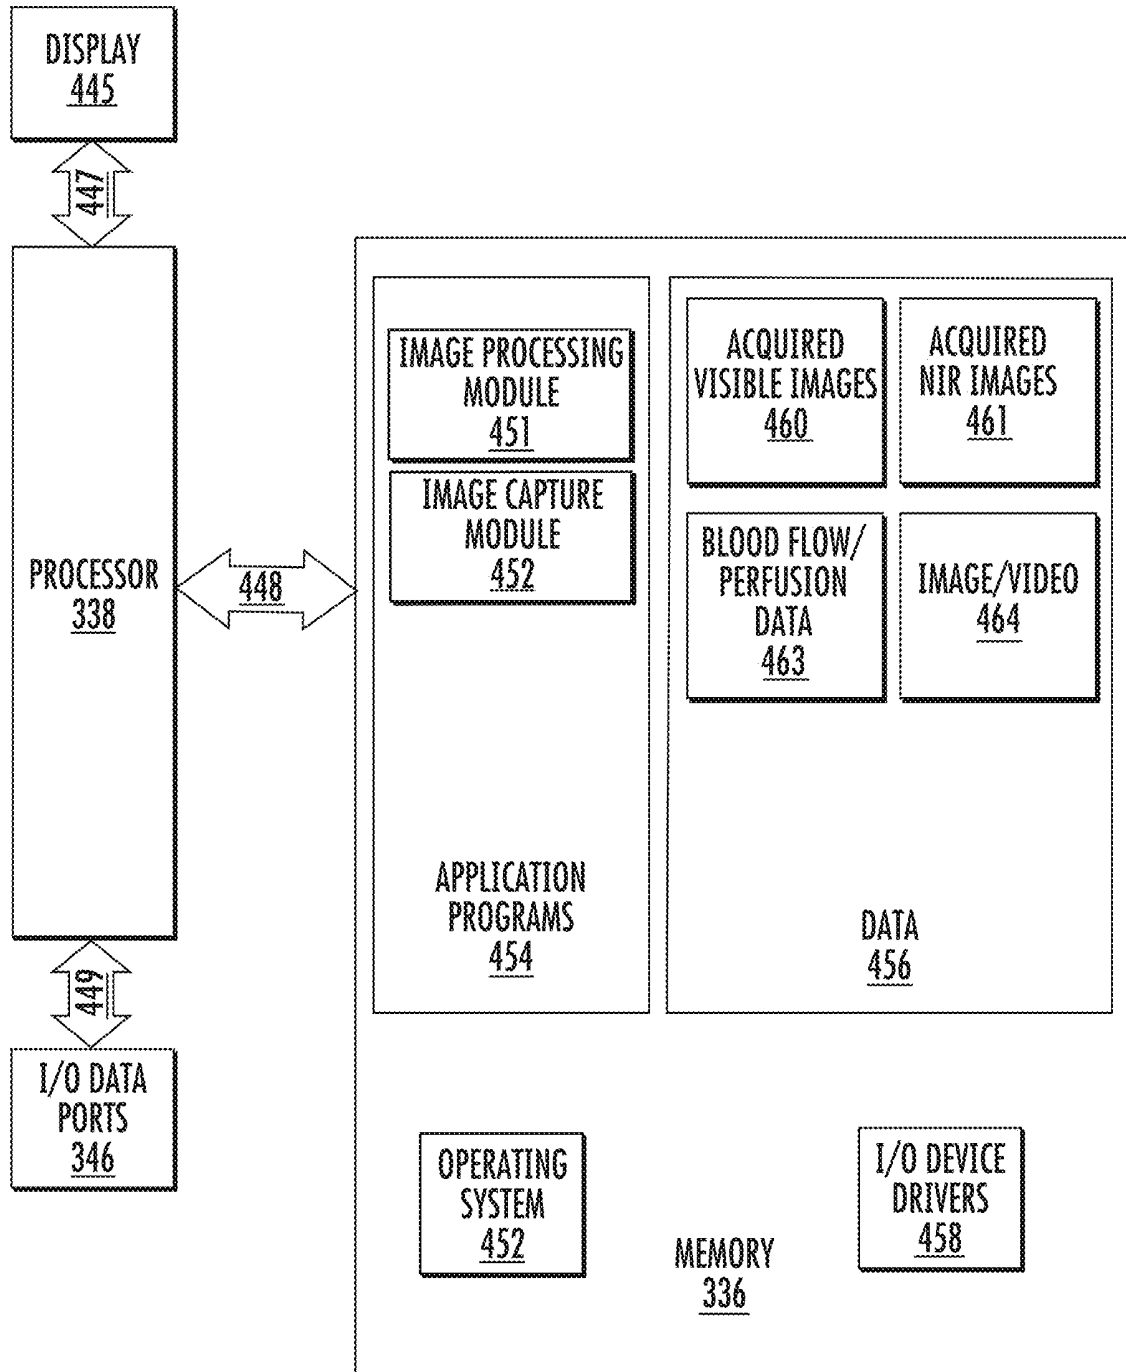 DISPLAY
445
447
PROCESSOR
338
448
449
I/O DATA
PORTS
346
IMAGE PROCESSING
MODULE
451
IMAGE CAPTURE
MODULE
452
APPLICATION
PROGRAMS
454
ACQUIRED
VISIBLE IMAGES
460
ACQUIRED
NIR IMAGES
461
BLOOD FLOW/
PERFUSION
DATA
463
IMAGE/VIDEO
464
DATA
456
OPERATING
SYSTEM
452
MEMORY
336
I/O DEVICE
DRIVERS
458